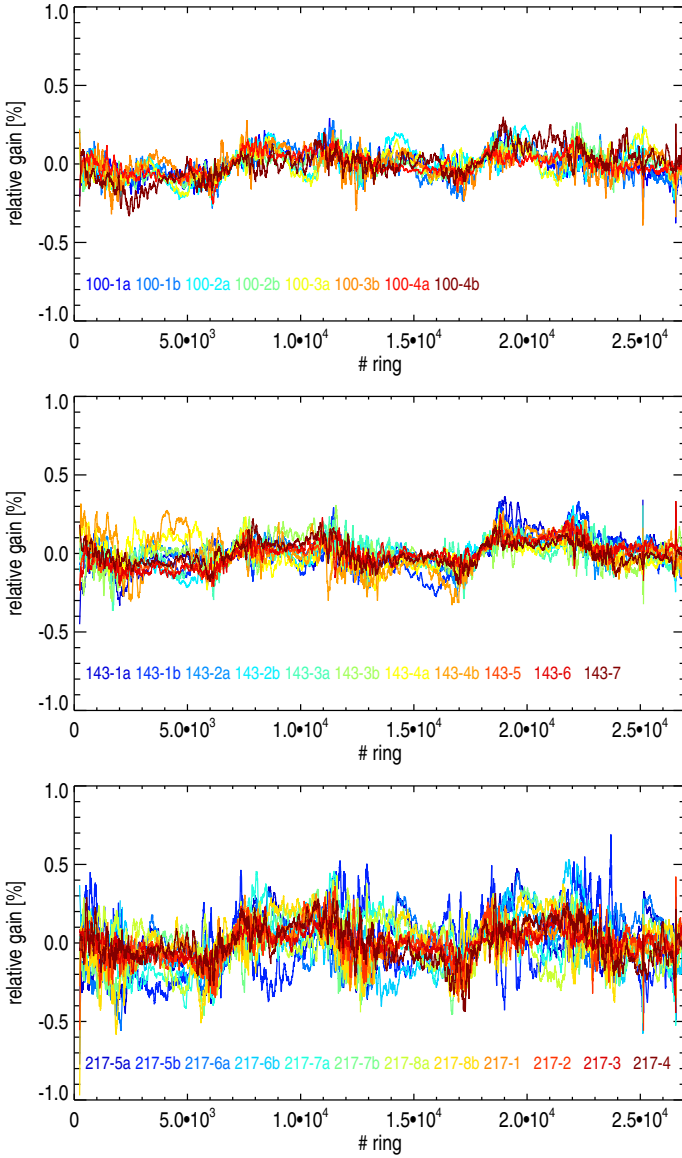 1.0
0.5
0.0
-0.5
-1.0
relative gain [%]
100-1a 100-1b 100-2a 100-2b 100-3a 100-3b 100-4a 100-4b
0 5.0•10³ 1.0•10⁴ 1.5•10⁴ 2.0•10⁴ 2.5•10⁴
# ring
1.0
0.5
0.0
-0.5
-1.0
relative gain [%]
143-1a 143-1b 143-2a 143-2b 143-3a 143-3b 143-4a 143-4b 143-5 143-6 143-7
0 5.0•10³ 1.0•10⁴ 1.5•10⁴ 2.0•10⁴ 2.5•10⁴
# ring
1.0
0.5
0.0
-0.5
-1.0
relative gain [%]
217-5a 217-5b 217-6a 217-6b 217-7a 217-7b 217-8a 217-8b 217-1 217-2 217-3 217-4
0 5.0•10³ 1.0•10⁴ 1.5•10⁴ 2.0•10⁴ 2.5•10⁴
# ring